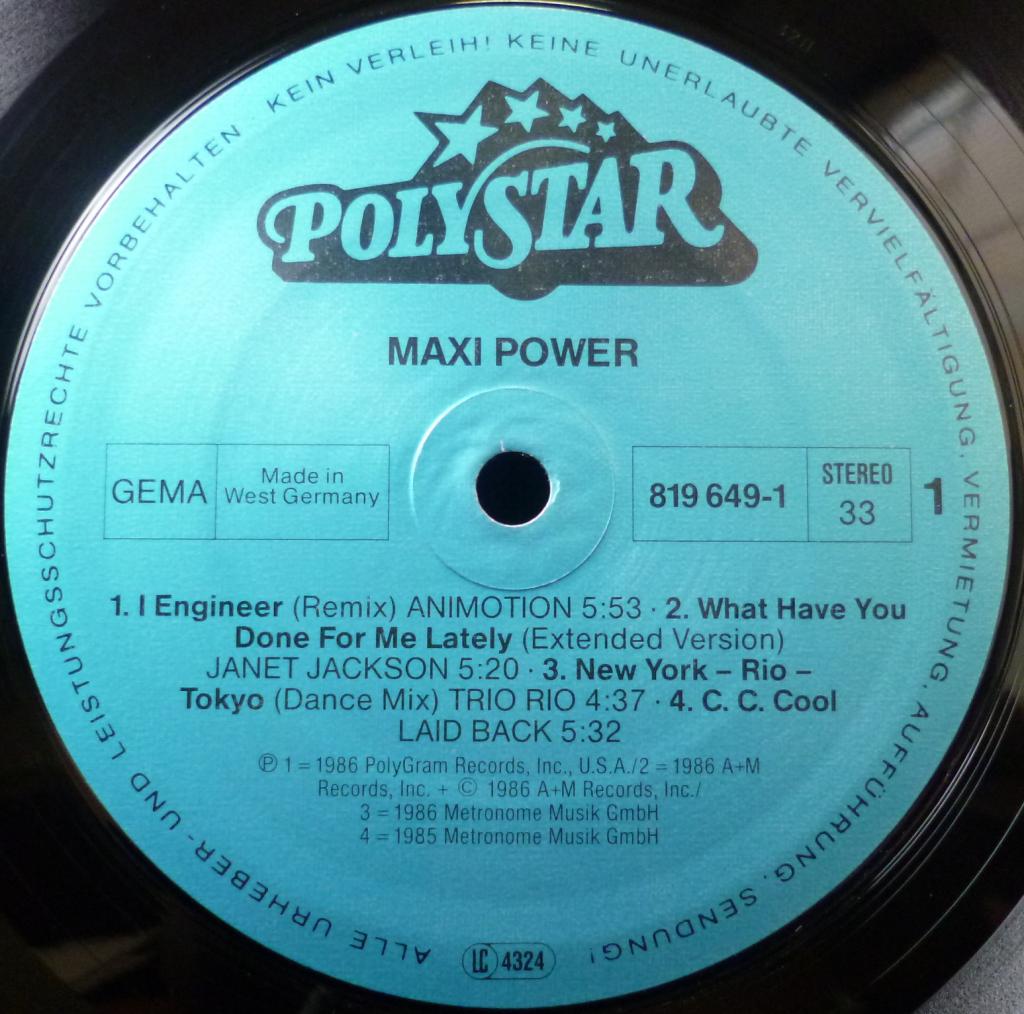 ALLE URHEBER- UND LEISTUNGSSCHUTZRECHTE VORBEHALTEN KEIN VERLEIH! KEINE UNERLAUBTE VERVIELFÄLTIGUNG, VERMIETUNG, AUFFÜHRUNG, SENDUNG!
POLYSTAR
MAXI POWER
GEMA
Made in
West Germany
819 649-1
STEREO
33
1
1. I Engineer (Remix) ANIMOTION 5:53 · 2. What Have You
Done For Me Lately (Extended Version)
JANET JACKSON 5:20 · 3. New York – Rio –
Tokyo (Dance Mix) TRIO RIO 4:37 · 4. C. C. Cool
LAID BACK 5:32
℗ 1 = 1986 PolyGram Records, Inc., U.S.A./2 = 1986 A+M
Records, Inc. + © 1986 A+M Records, Inc./
3 = 1986 Metronome Musik GmbH
4 = 1985 Metronome Musik GmbH
LC 4324